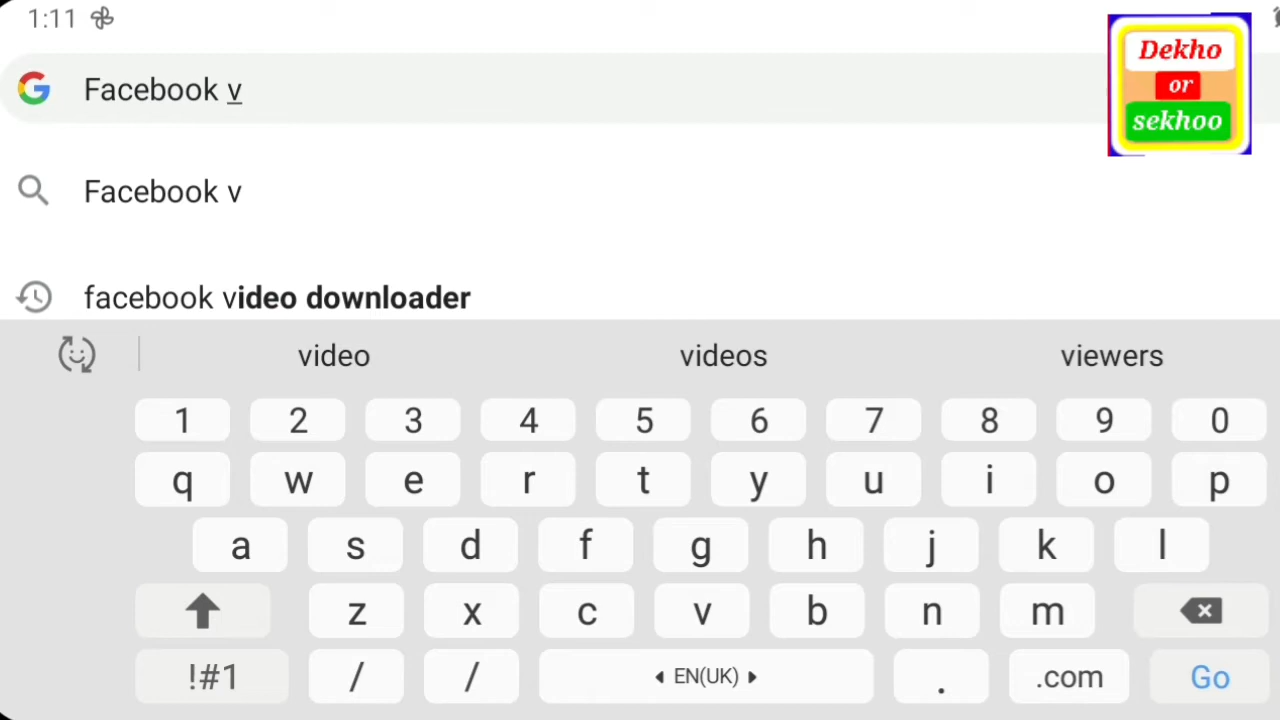 1:11
Facebook v
Dekho
or
sekhoo
Facebook v
facebook video downloader
video videos viewers
1 2 3 4 5 6 7 8 9 0
q w e r t y u i o p
a s d f g h j k l
z x c v b n m
!#1 / / EN(UK) . .com Go